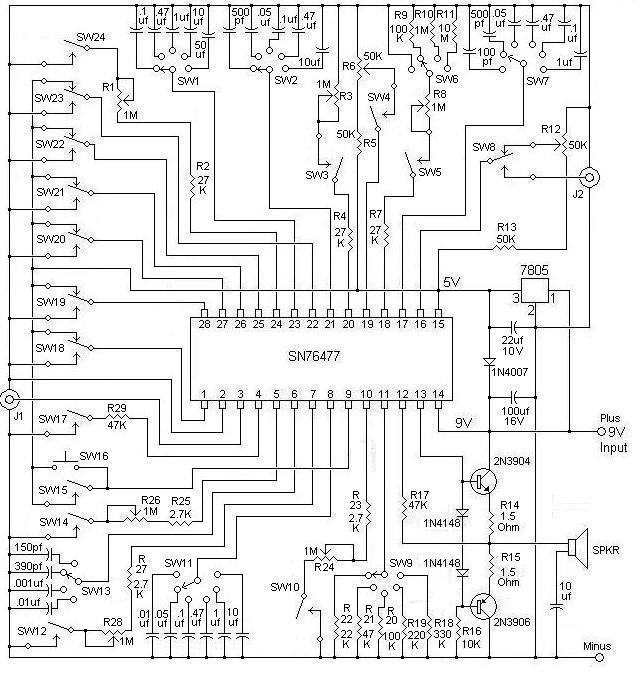 SW24
.1 uf
.47 uf
1uf
10 uf
50 uf
SW1
500 pf
.05 uf
.1uf
.47 uf
10uf
SW2
R9 100 K
R10 1M
R11 10 M
SW6
500 pf
.05 uf
.47 uf
.1 uf
100 pf
1uf
SW7
R1
1M
SW23
SW22
SW21
SW20
SW19
SW18
R2
27 K
R3
1M
SW3
R6
50K
SW4
50K
R5
R8
1M
SW5
SW8
R12
50K
J2
R4
27 K
R7
27 K
R13
50K
5V
7805
3
1
2
28 27 26 25 24 23 22 21 20 19 18 17 16 15
SN76477
1 2 3 4 5 6 7 8 9 10 11 12 13 14
22uf
10V
1N4007
100uf
16V
9V
Plus
9V
Input
J1
SW17
R29
47K
SW16
SW15
SW14
R26
1M
R25
2.7K
150pf
390pf
.001uf
.01uf
SW13
R 27
2.7 K
SW11
SW12
R28
1M
.01 uf
.05 uf
.1 uf
.47 uf
1 uf
10 uf
R 23
2.7 K
1M
R24
SW10
SW9
R 22
22 K
R 21
47 K
R 20
100 K
R19
220 K
R18
330 K
R17
47K
R16
10K
1N4148
1N4148
2N3904
R14
1.5
Ohm
R15
1.5
Ohm
2N3906
SPKR
10 uf
Minus